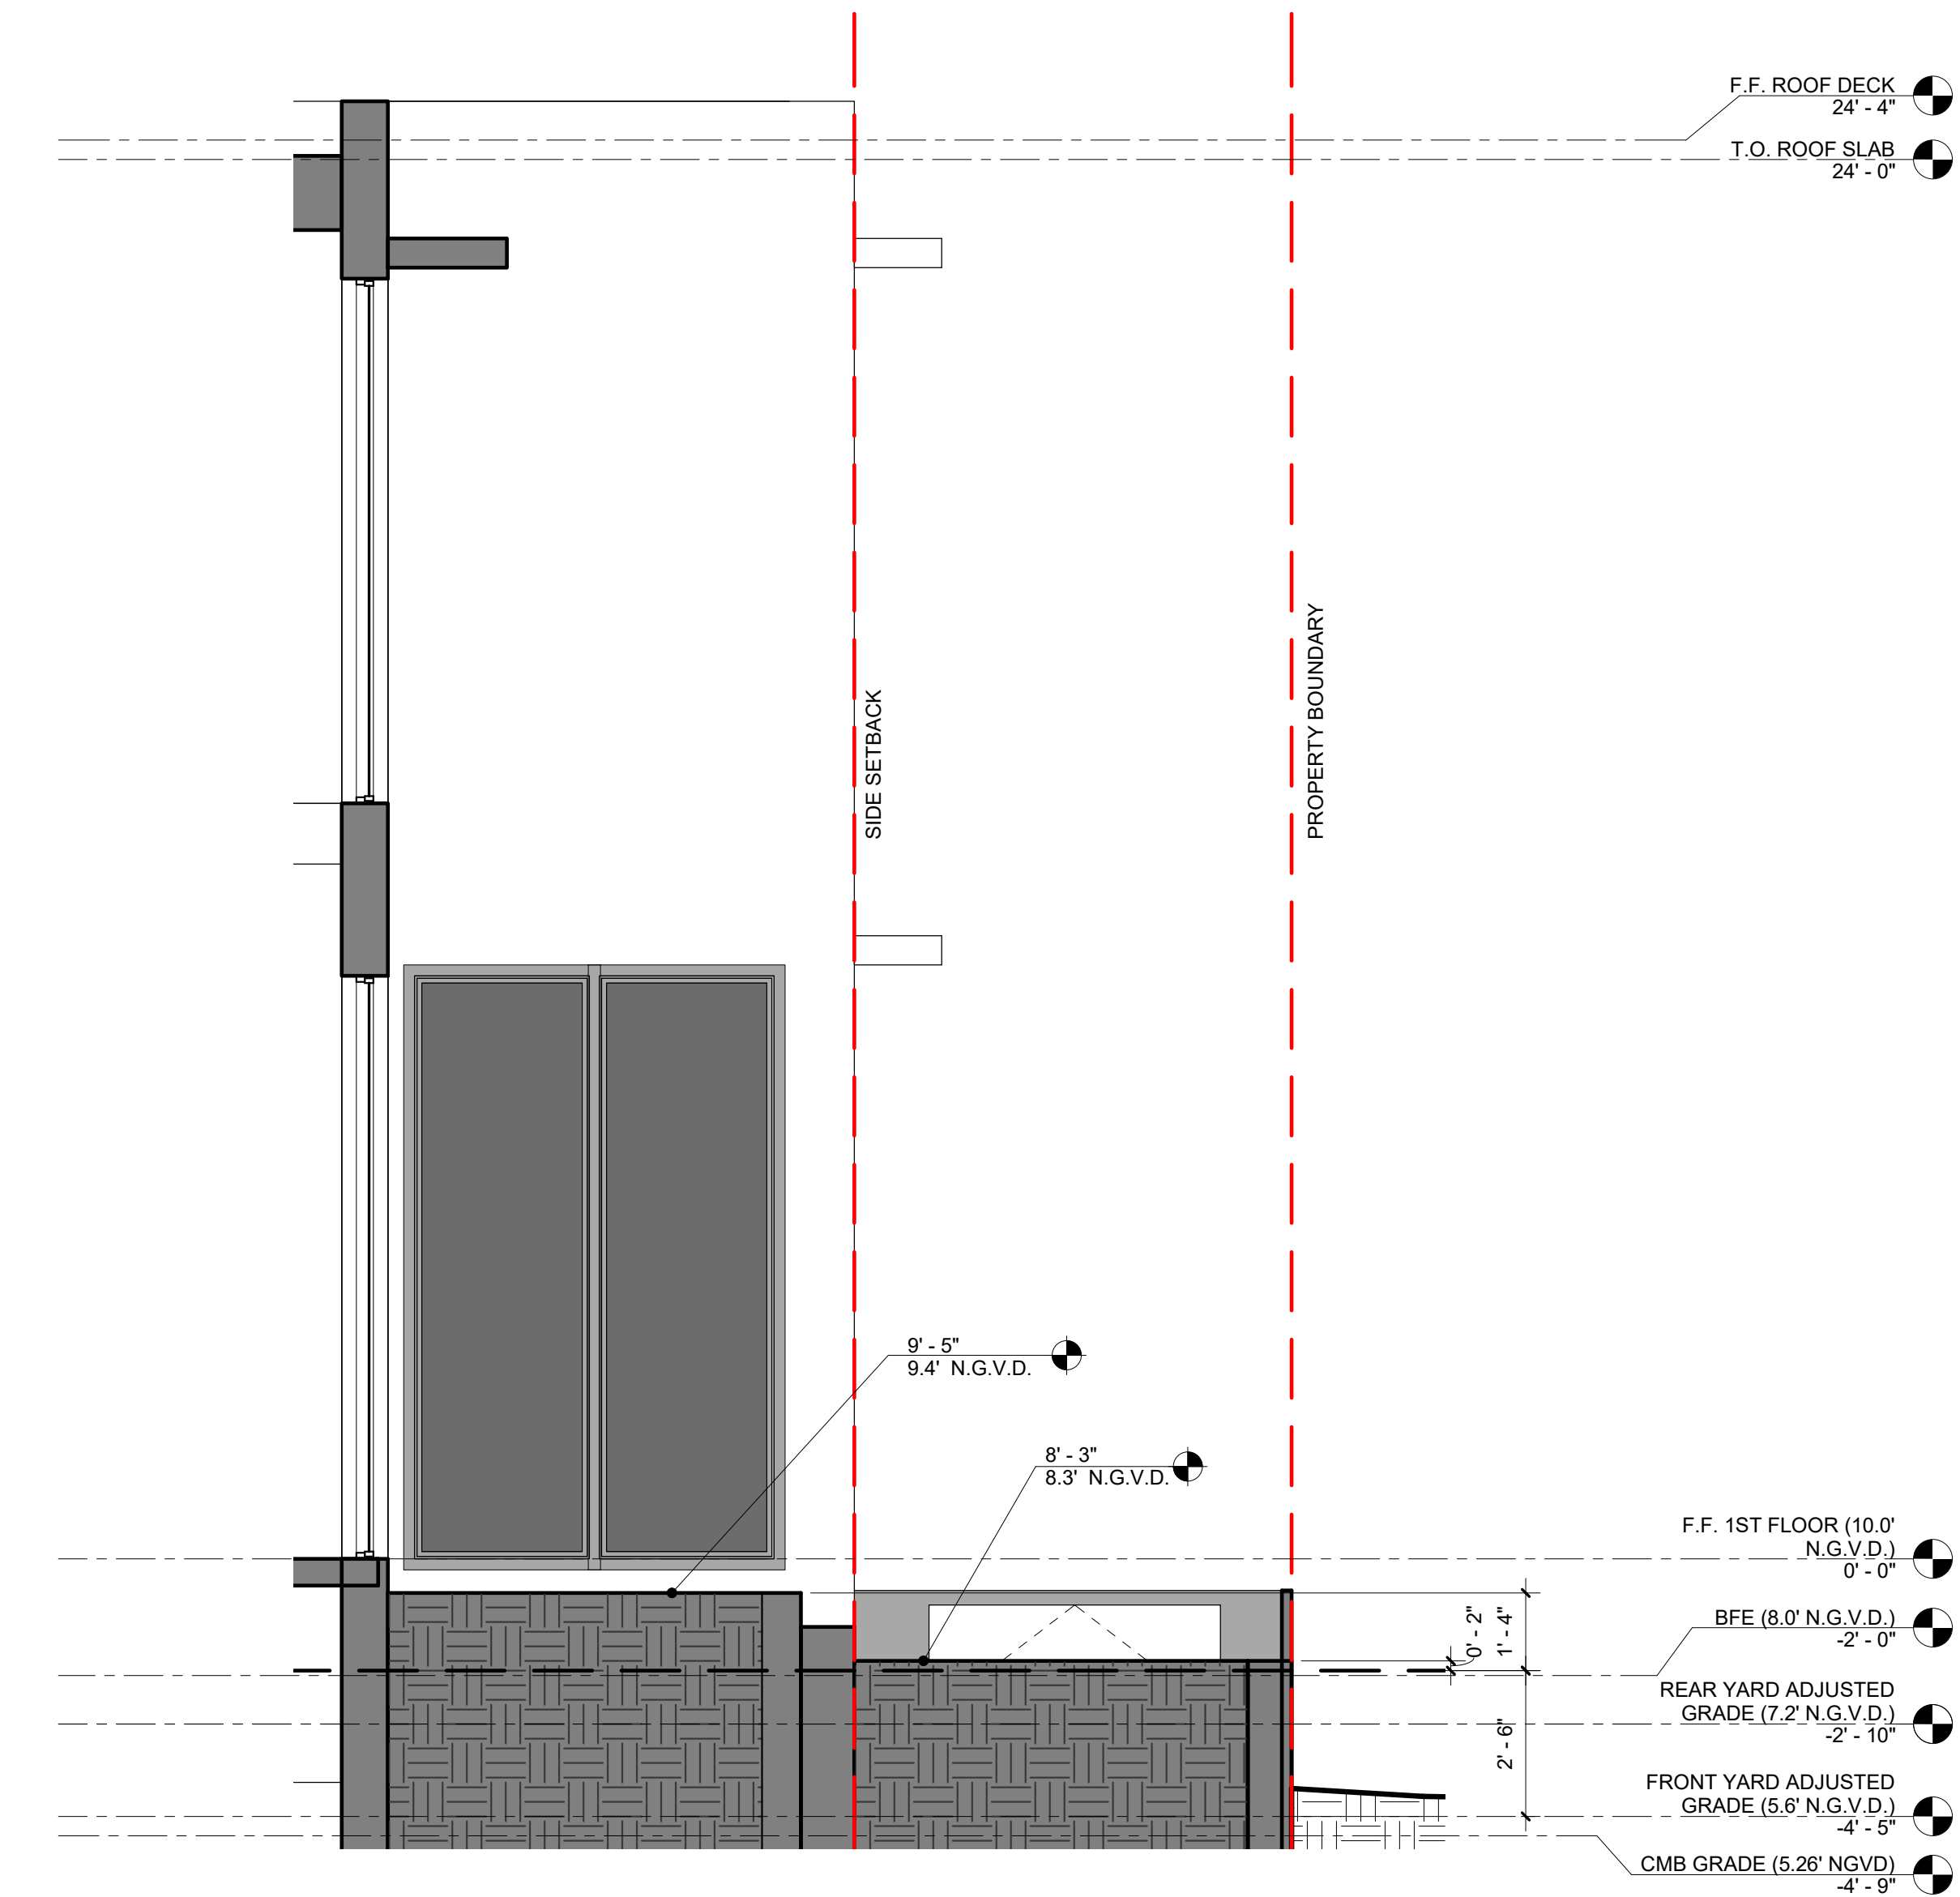 F.F. ROOF DECK
24' - 4"
T.O. ROOF SLAB
24' - 0"
SIDE SETBACK
PROPERTY BOUNDARY
9' - 5"
9.4' N.G.V.D.
8' - 3"
8.3' N.G.V.D.
F.F. 1ST FLOOR (10.0'
N.G.V.D.)
0' - 0"
0' - 2"
1' - 4"
2' - 6"
BFE (8.0' N.G.V.D.)
-2' - 0"
REAR YARD ADJUSTED
GRADE (7.2' N.G.V.D.)
-2' - 10"
FRONT YARD ADJUSTED
GRADE (5.6' N.G.V.D.)
-4' - 5"
CMB GRADE (5.26' NGVD)
-4' - 9"